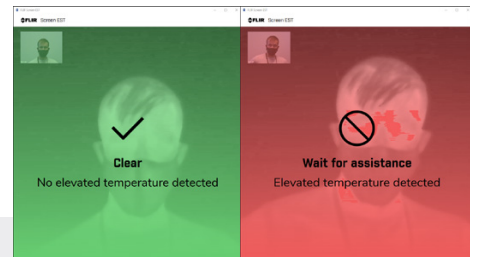 FLIR Screen-EST
Clear
No elevated temperature detected
FLIR Screen-EST
Wait for assistance
Elevated temperature detected